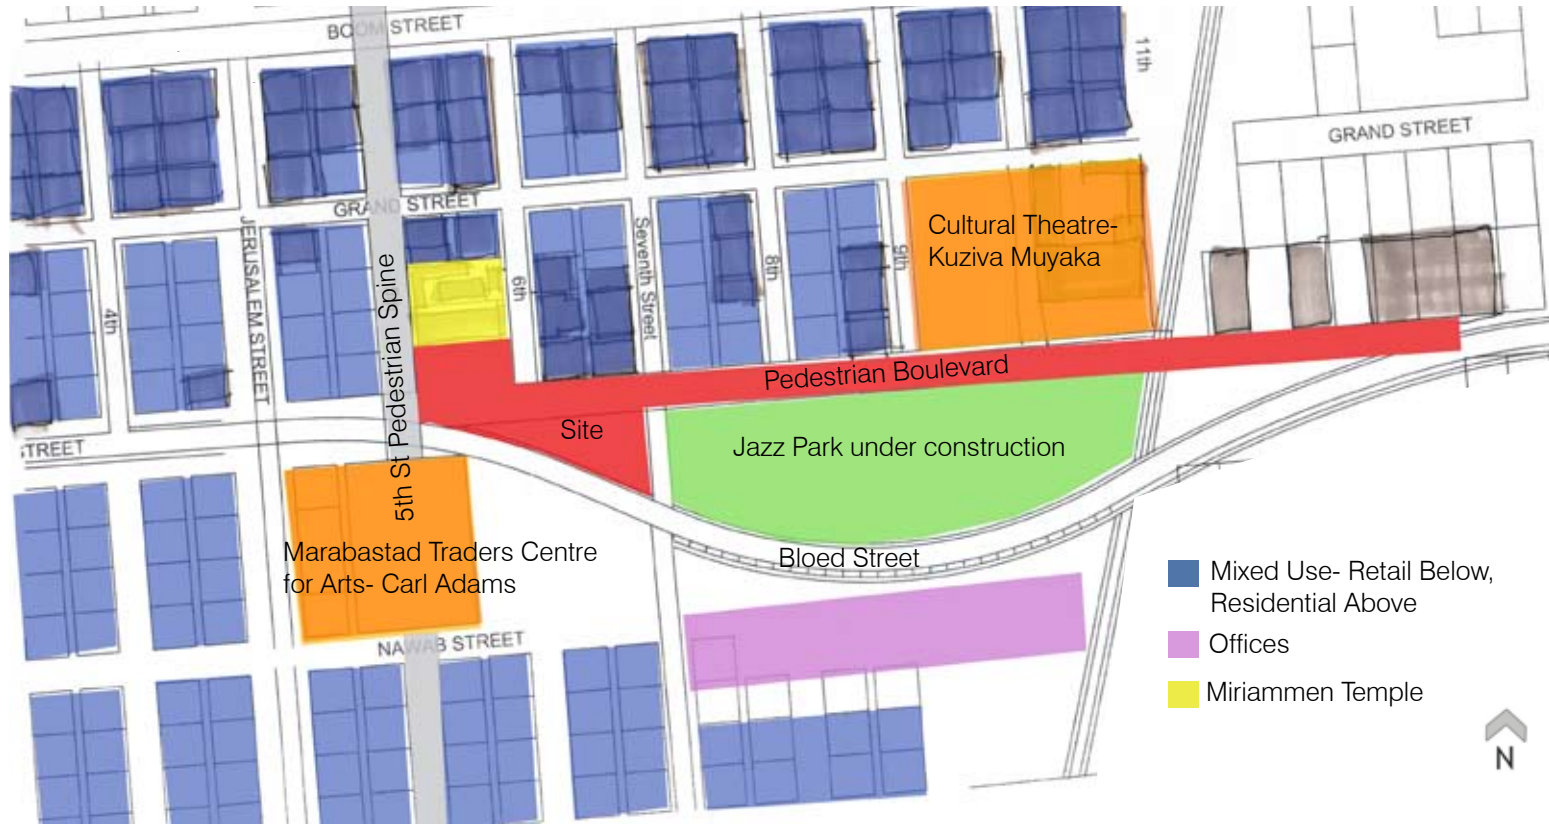 BOOM STREET
11th
GRAND STREET
GRAND STREET
JERUSALEM STREET
4th
5th St Pedestrian Spine
6th
Seventh Street
8th
9th
Cultural Theatre-
Kuziva Muyaka
Pedestrian Boulevard
Site
Jazz Park under construction
STREET
Marabastad Traders Centre
for Arts- Carl Adams
Bloed Street
NAWAB STREET
Mixed Use- Retail Below,
Residential Above
Offices
Miriammen Temple
N